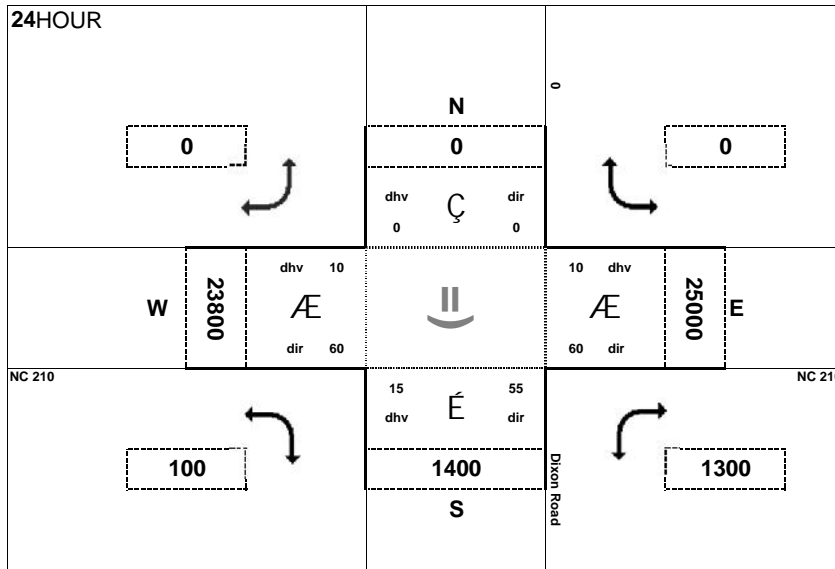 24HOUR
0
N
0
0
0
dhv
Ç
dir
0
0
W
23800
dhv 10
Æ
dir 60
10 dhv
Æ
60 dir
25000
E
NC 210
NC 210
15
55
dhv
É
dir
100
1400
1300
S
Dixon Road